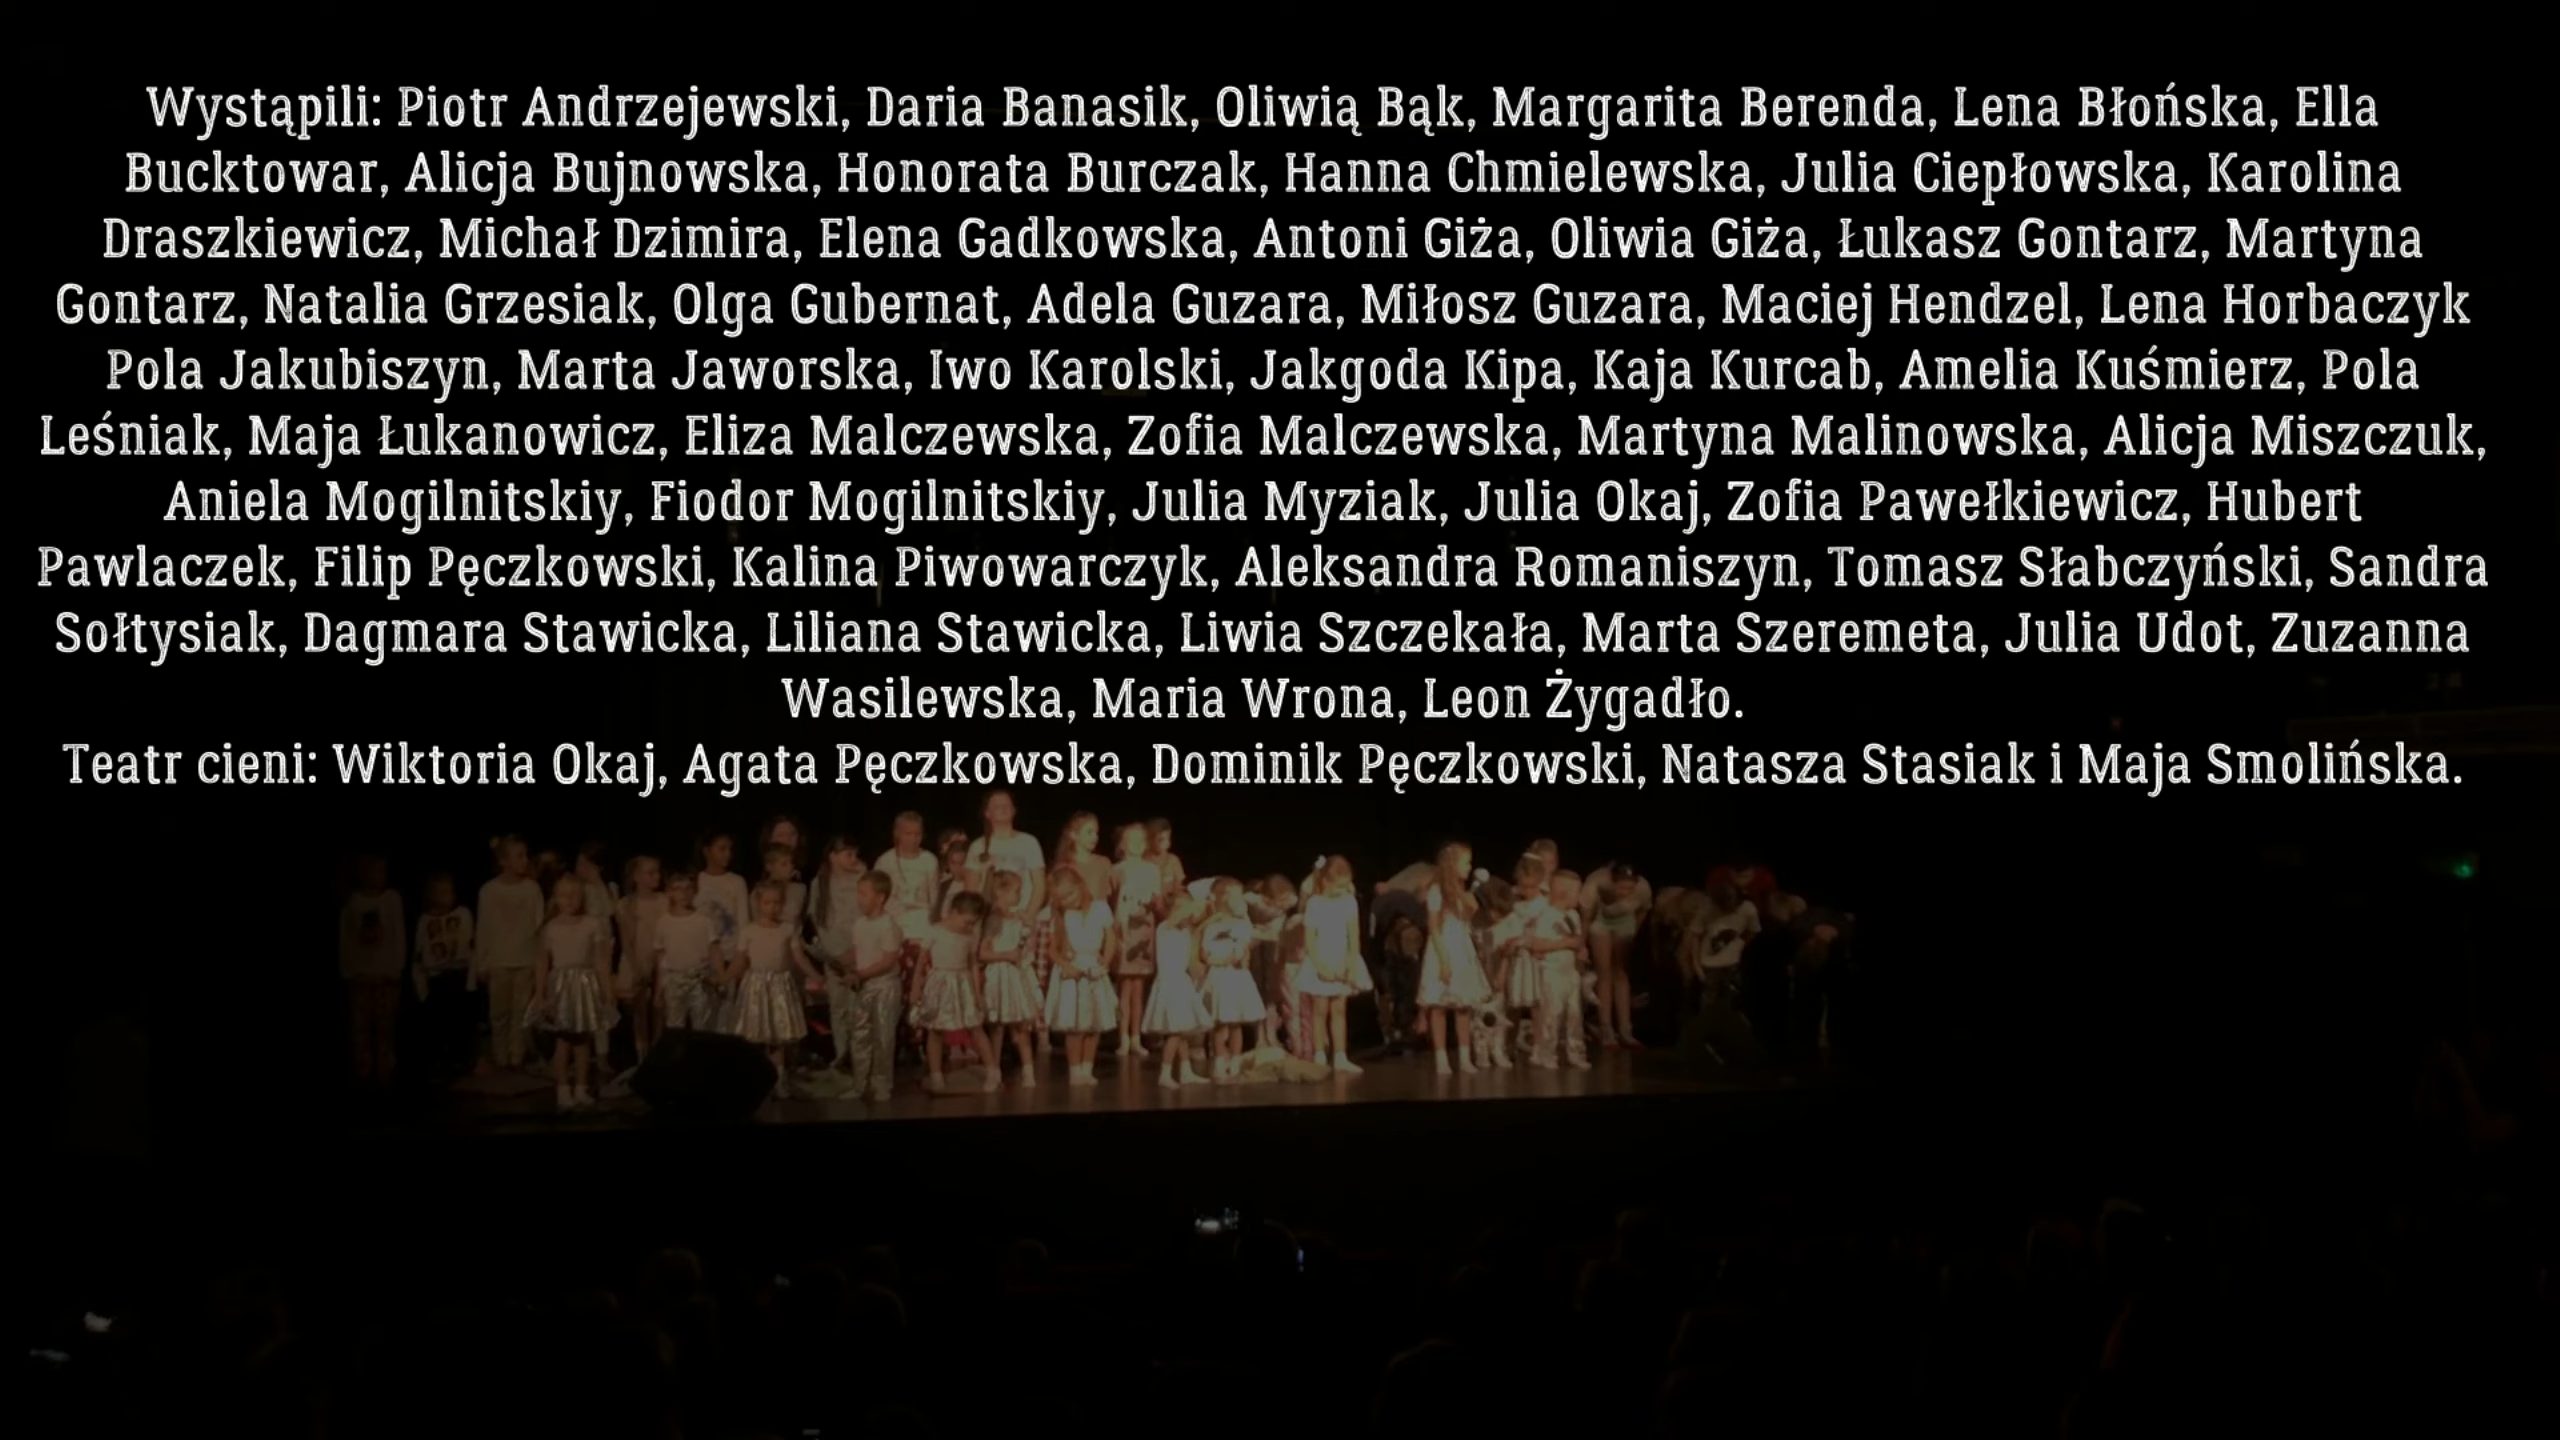 Wystąpili: Piotr Andrzejewski, Daria Banasik, Oliwią Bąk, Margarita Berenda, Lena Błońska, Ella
Bucktowar, Alicja Bujnowska, Honorata Burczak, Hanna Chmielewska, Julia Ciepłowska, Karolina
Draszkiewicz, Michał Dzimira, Elena Gadkowska, Antoni Giża, Oliwia Giża, Łukasz Gontarz, Martyna
Gontarz, Natalia Grzesiak, Olga Gubernat, Adela Guzara, Miłosz Guzara, Maciej Hendzel, Lena Horbaczyk
Pola Jakubiszyn, Marta Jaworska, Iwo Karolski, Jakgoda Kipa, Kaja Kurcab, Amelia Kuśmierz, Pola
Leśniak, Maja Łukanowicz, Eliza Malczewska, Zofia Malczewska, Martyna Malinowska, Alicja Miszczuk,
Aniela Mogilnitskiy, Fiodor Mogilnitskiy, Julia Myziak, Julia Okaj, Zofia Pawełkiewicz, Hubert
Pawlaczek, Filip Pęczkowski, Kalina Piwowarczyk, Aleksandra Romaniszyn, Tomasz Słabczyński, Sandra
Sołtysiak, Dagmara Stawicka, Liliana Stawicka, Liwia Szczekała, Marta Szeremeta, Julia Udot, Zuzanna
Wasilewska, Maria Wrona, Leon Żygadło.
Teatr cieni: Wiktoria Okaj, Agata Pęczkowska, Dominik Pęczkowski, Natasza Stasiak i Maja Smolińska.